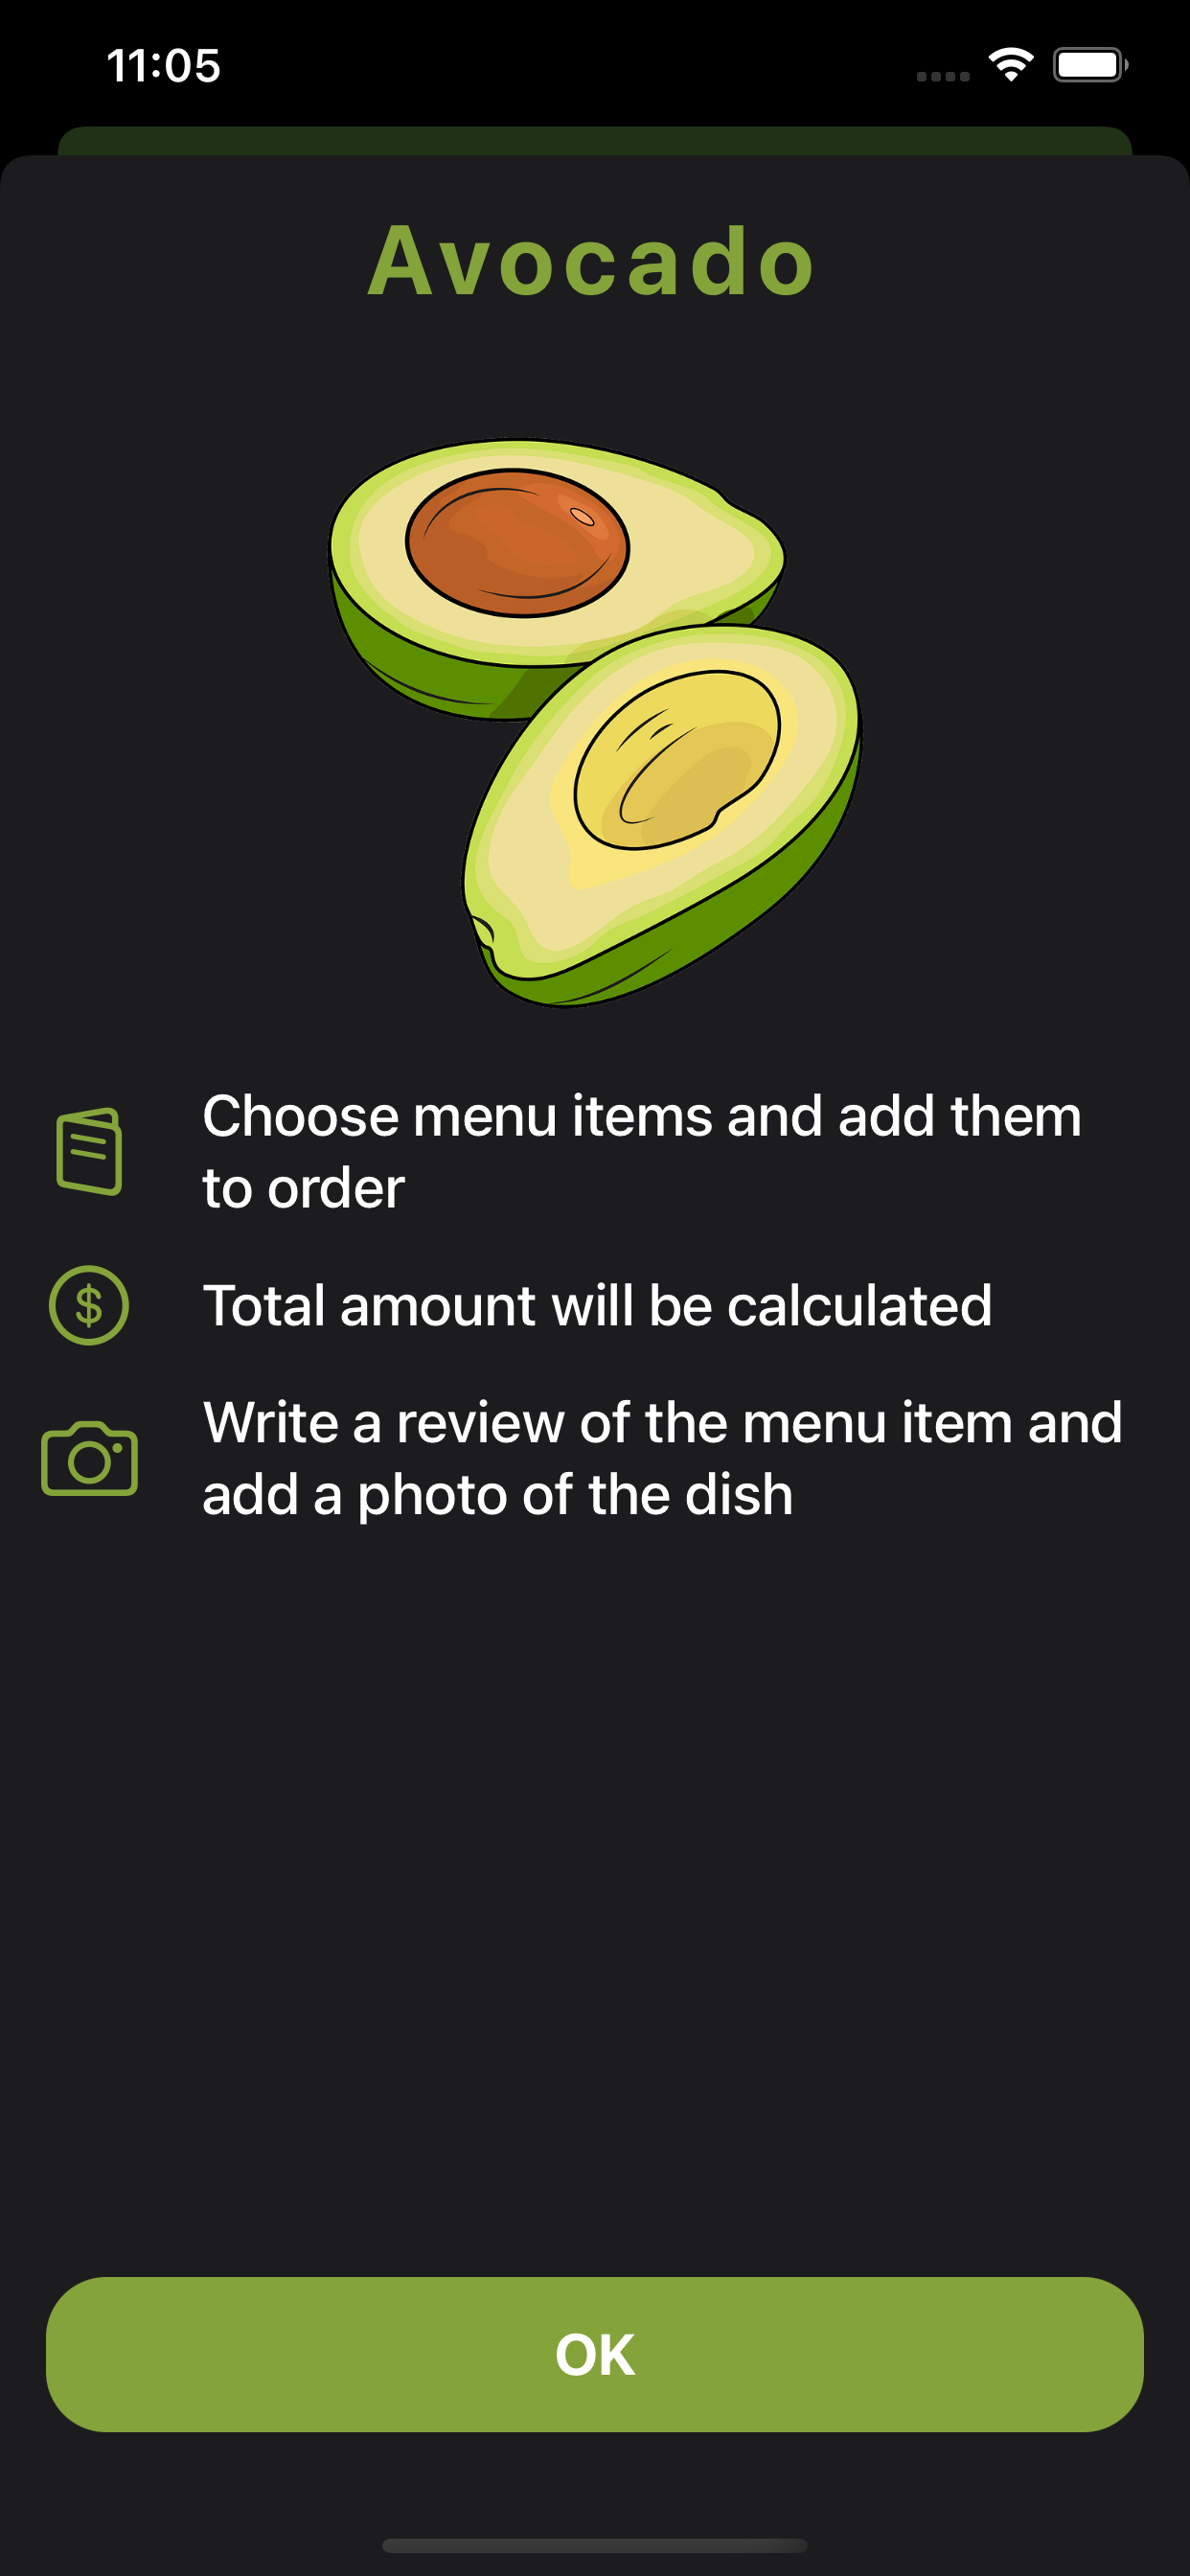 11:05
Avocado
Choose menu items and add them
to order
$
Total amount will be calculated
Write a review of the menu item and
add a photo of the dish
OK